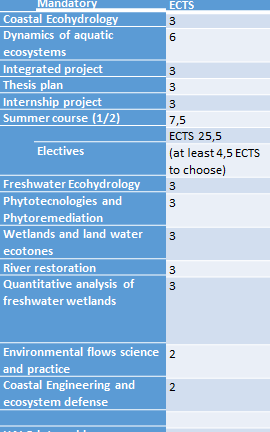 Mandatory ECTS
Coastal Ecohydrology 3
Dynamics of aquatic 6
ecosystems
Integrated project 3
Thesis plan 3
Internship project 3
Summer course (1/2) 7,5
ECTS 25,5
Electives (at least 4,5 ECTS
to choose)
Freshwater Ecohydrology 3
Phytotecnologies and 3
Phytoremediation
Wetlands and land water 3
ecotones
River restoration 3
Quantitative analysis of 3
freshwater wetlands
Environmental flows science 2
and practice
Coastal Engineering and 2
ecosystem defense